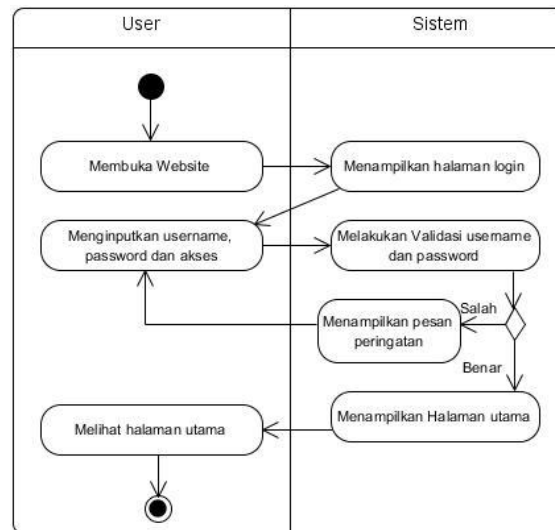 User
Sistem
Membuka Website
Menampilkan halaman login
Menginputkan username,
password dan akses
Melakukan Validasi username
dan password
Salah
Menampilkan pesan
peringatan
Benar
Menampilkan Halaman utama
Melihat halaman utama